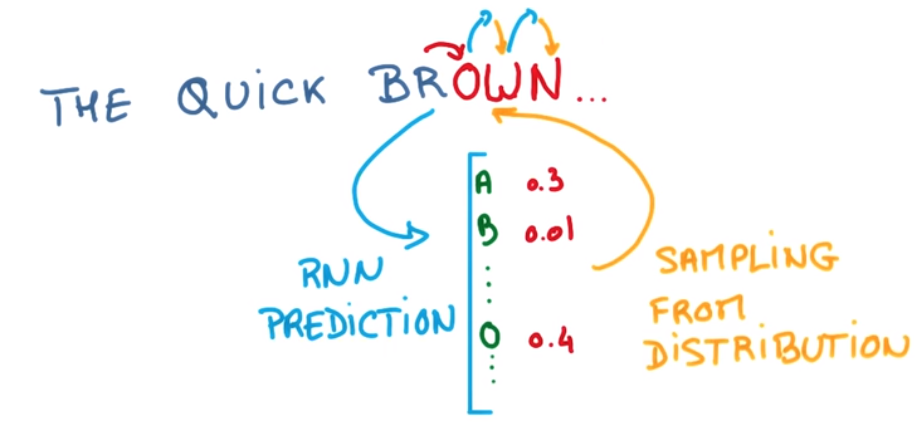 THE QUICK BROWN...
A 0.3
B 0.01
RNN
PREDICTION
O 0.4
SAMPLING
FROM
DISTRIBUTION